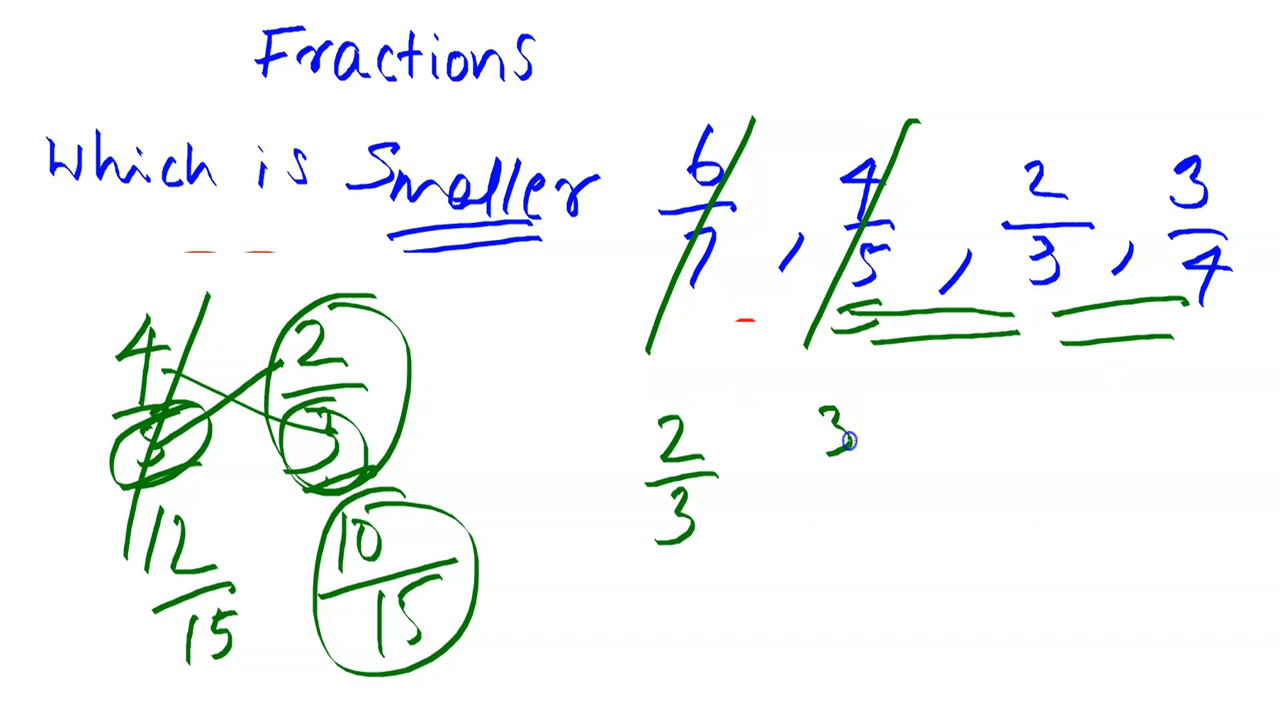 Fractions
Which is Smaller
6/7 , 4/5 , 2/3 , 3/4
4/5 2/3
12/15 10/15
2/3 3